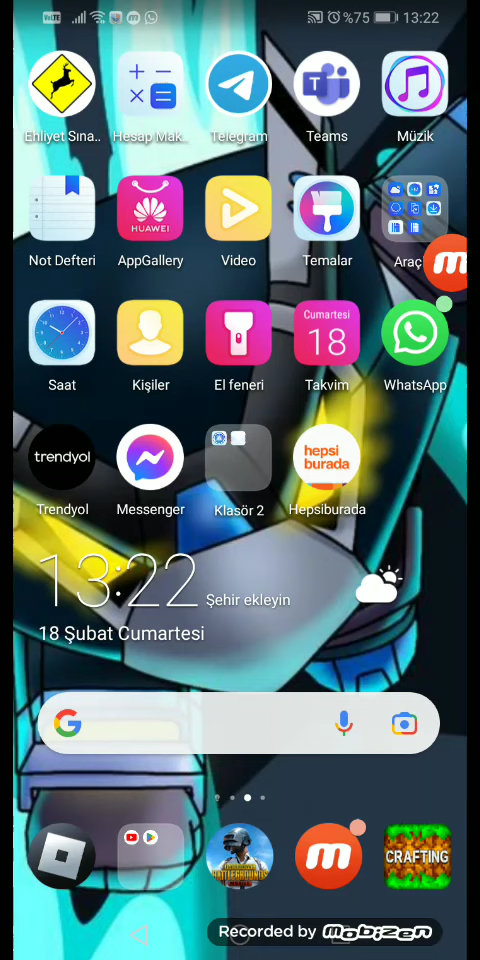 VoLTE
%75
13:22
Ehliyet Sına..
Hesap Mak..
Telegram
Teams
Müzik
HUAWEI
Not Defteri
AppGallery
Video
Temalar
Araç
Cumartesi
18
Saat
Kişiler
El feneri
Takvim
WhatsApp
trendyol
hepsi
burada
Trendyol
Messenger
Klasör 2
Hepsiburada
13:22
Şehir ekleyin
18 Şubat Cumartesi
BATTLEGROUNDS
CRAFTING
Recorded by Mobizen